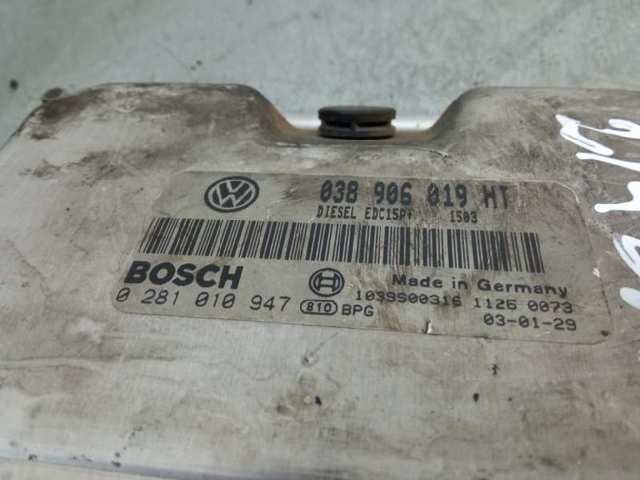 038 906 019 HT
DIESEL EDC15P+ 1503
BOSCH
Made in Germany
0 281 010 947 810 BPG
1039S00316 1126 0073
03-01-29